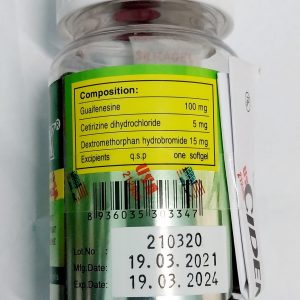 Composition:
Guaifenesine 100 mg
Cetirizine dihydrochloride 5 mg
Dextromethorphan hydrobromide 15 mg
Excipients q.s.p one softgel
8 936035 303347
Lot No : 210320
Mfg.Date: 19.03.2021
Exp.Date: 19.03.2024